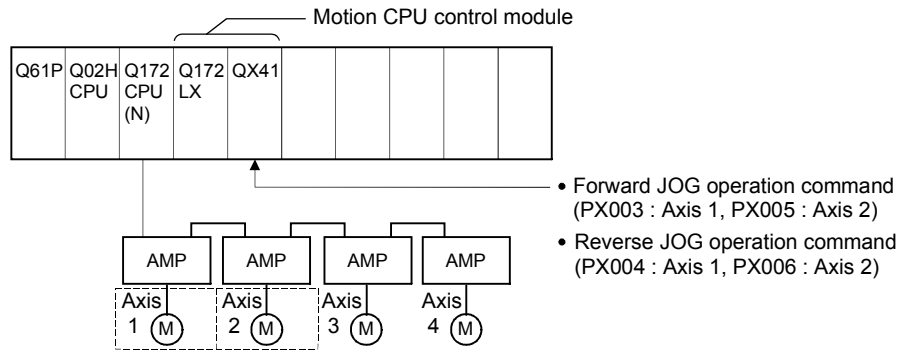 Motion CPU control module
Q61P Q02H Q172 Q172 QX41
CPU CPU LX
(N)
• Forward JOG operation command
(PX003 : Axis 1, PX005 : Axis 2)
• Reverse JOG operation command
(PX004 : Axis 1, PX006 : Axis 2)
AMP AMP AMP AMP
Axis Axis Axis Axis
1 M 2 M 3 M 4 M